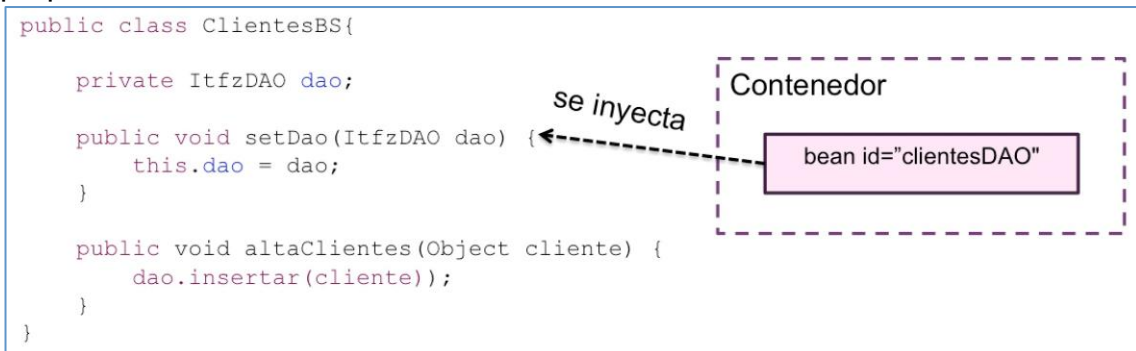 public class ClientesBS{
private ItfzDAO dao;
public void setDao(ItfzDAO dao) {
this.dao = dao;
}
public void altaClientes(Object cliente) {
dao.insertar(cliente));
}
}
se inyecta
Contenedor
bean id=”clientesDAO"